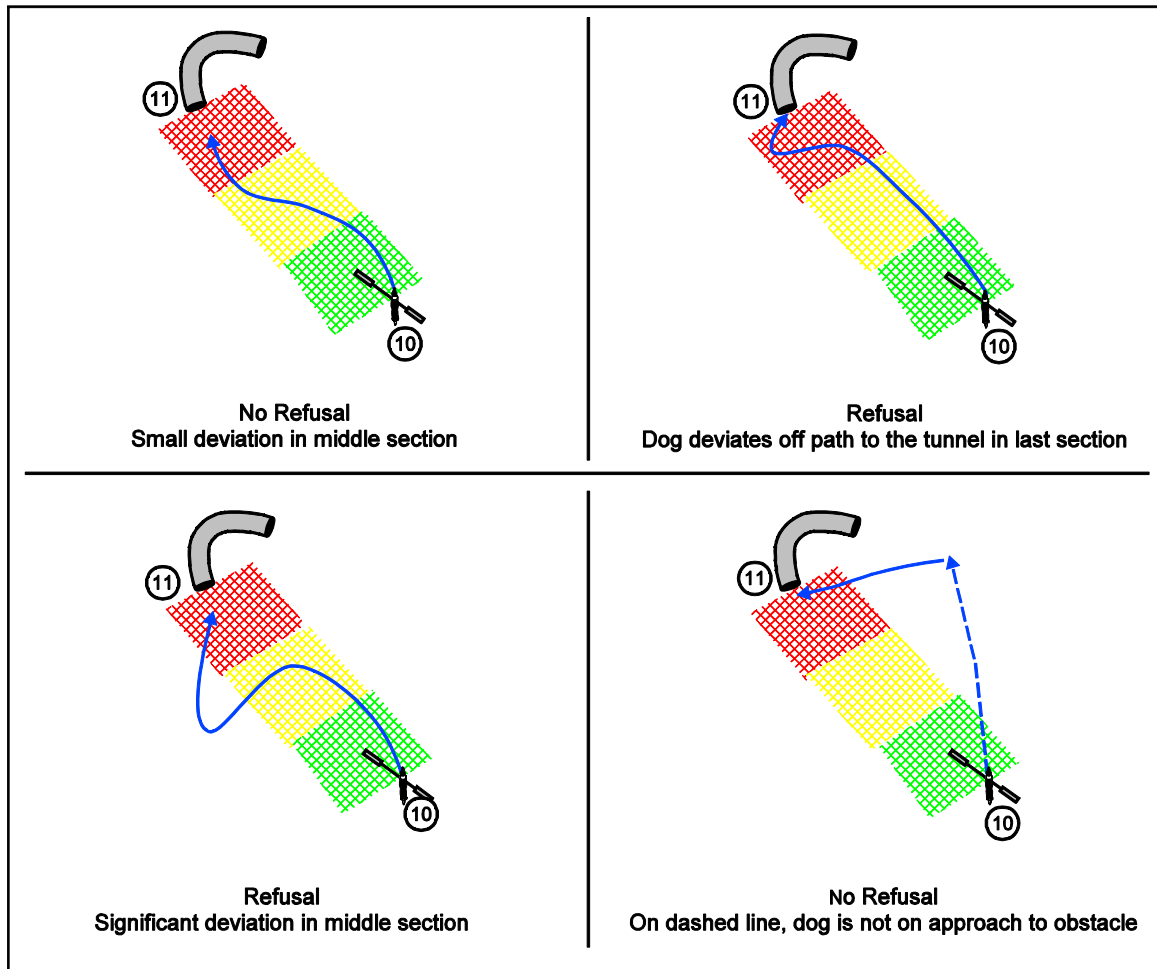 11
10
No Refusal
Small deviation in middle section
11
10
Refusal
Dog deviates off path to the tunnel in last section
11
10
Refusal
Significant deviation in middle section
11
10
No Refusal
On dashed line, dog is not on approach to obstacle